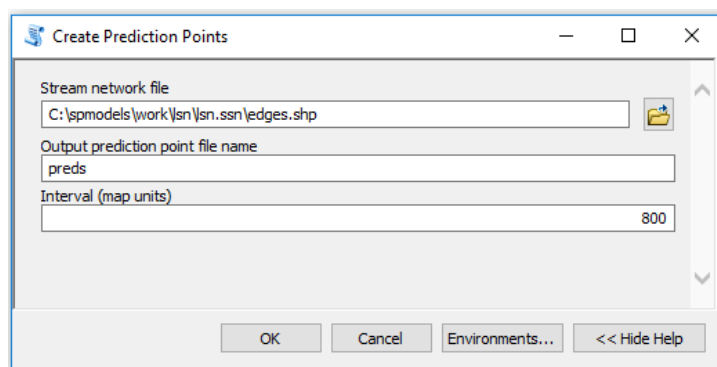 Create Prediction Points
Stream network file
C:\spmodels\work\lsn\lsn.ssn\edges.shp
Output prediction point file name
preds
Interval (map units)
800
OK Cancel Environments... << Hide Help